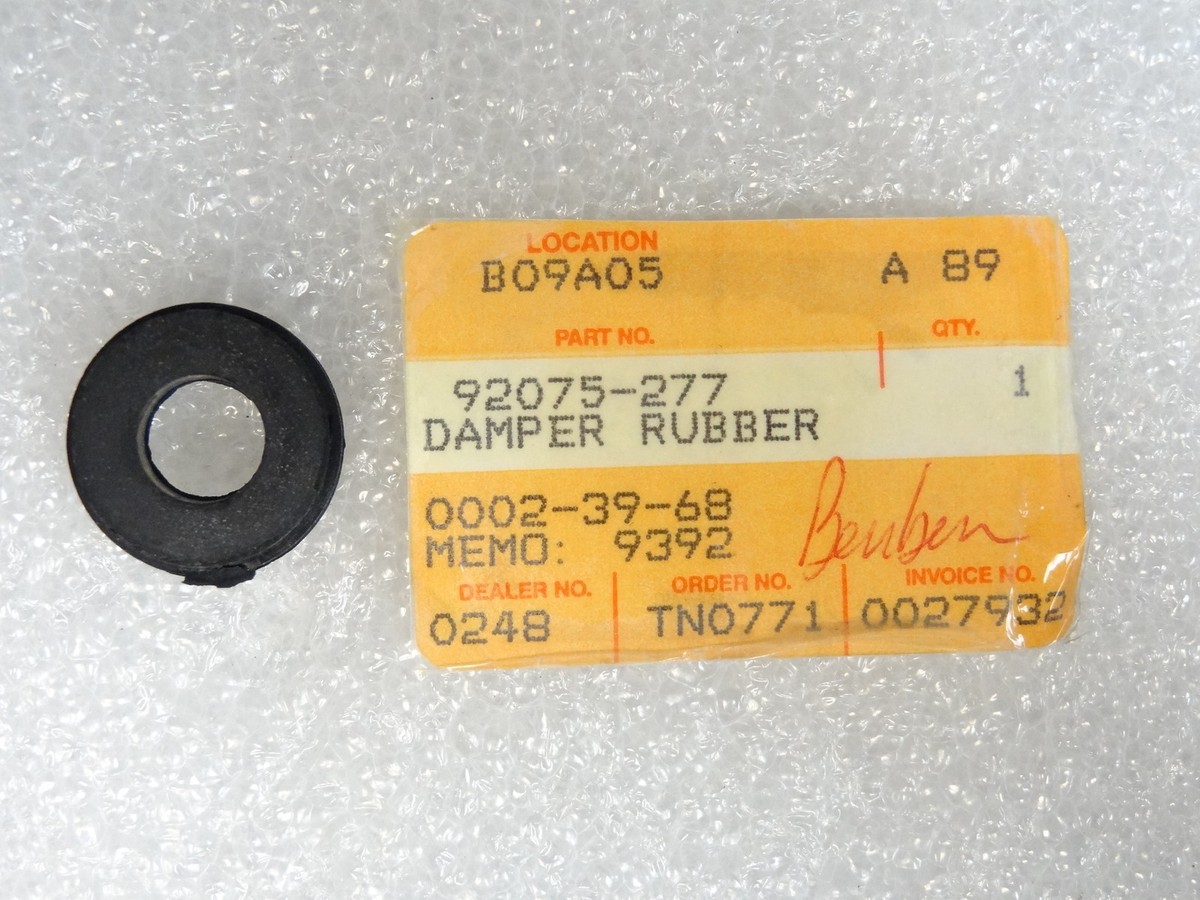 LOCATION
B09A05 A 89
PART NO. QTY.
92075-277 1
DAMPER RUBBER
0002-39-68
MEMO: 9392
DEALER NO. ORDER NO. INVOICE NO.
0248 TN0771 0027932